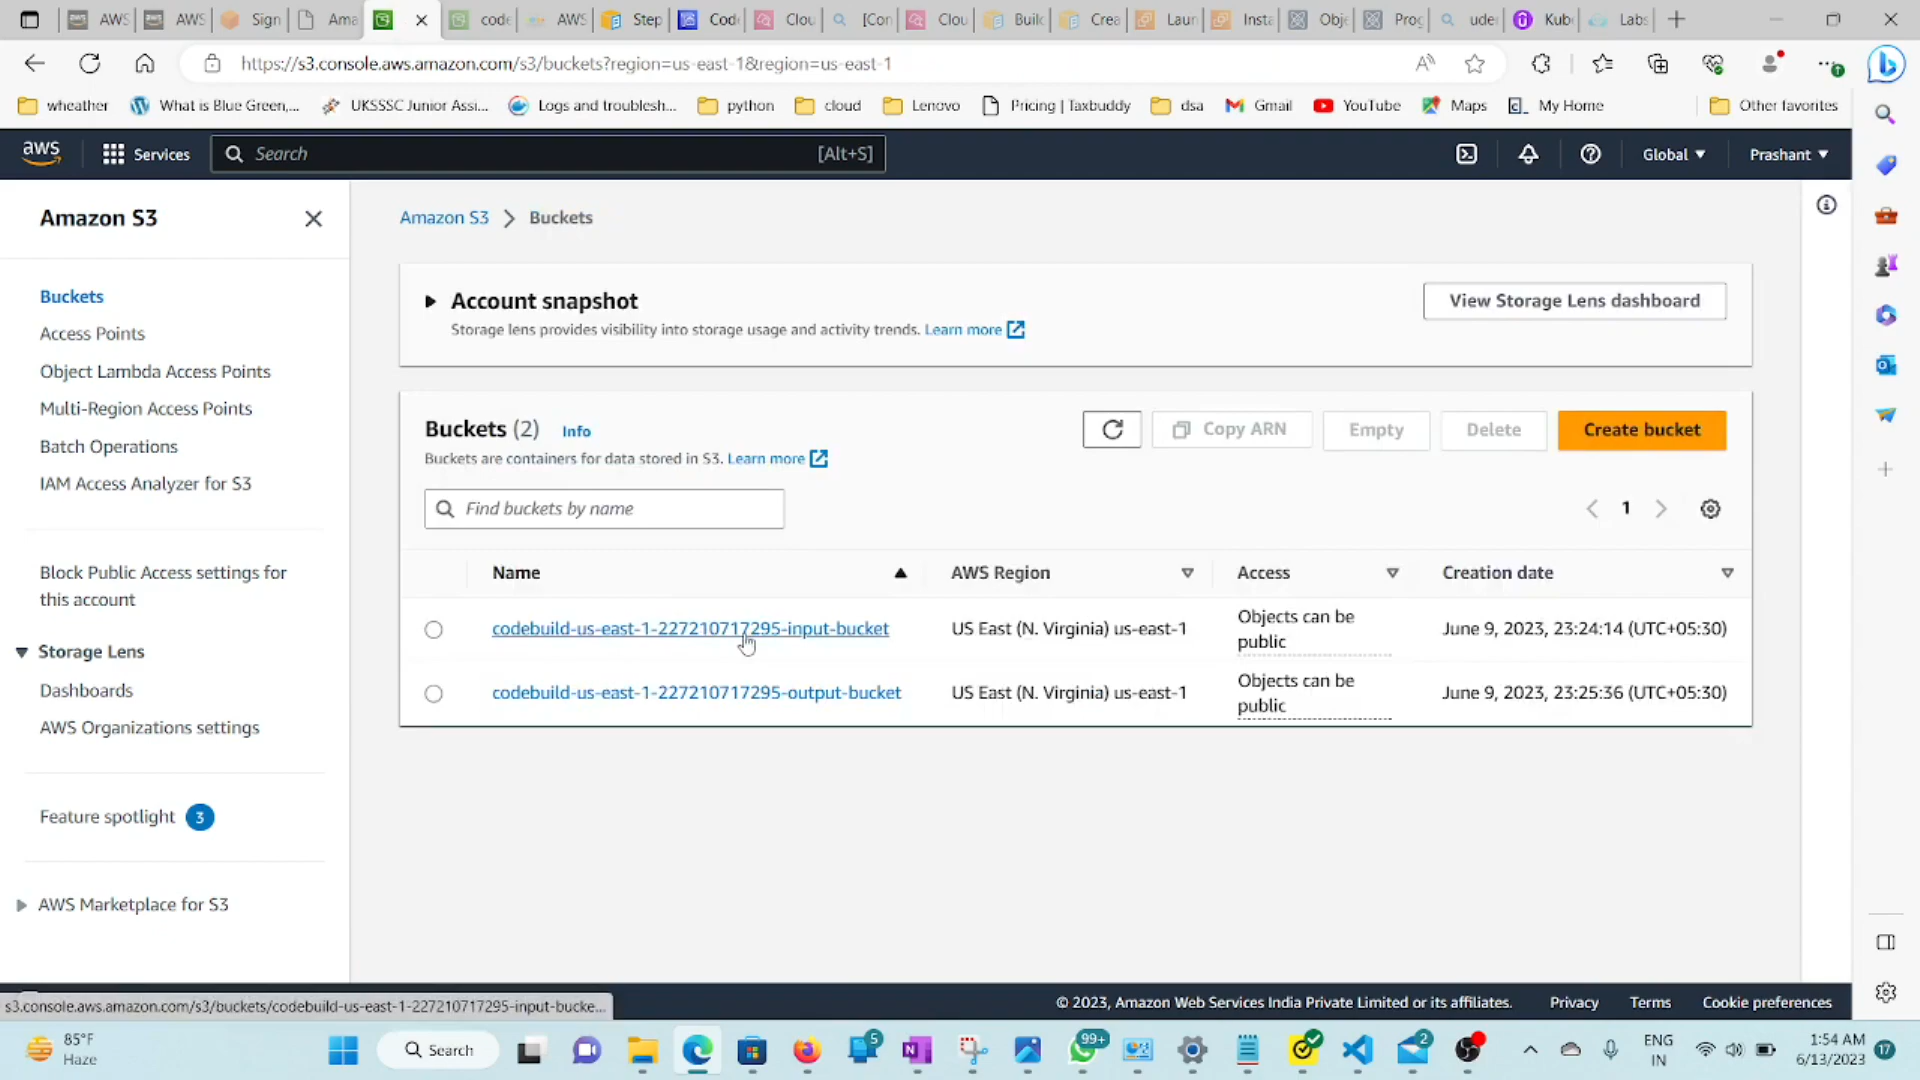 AWS
AWS
Sign
Ama
code
AWS
Step
Code
Clou
[Con
Clou
Build
Crea
Laun
Insta
Obje
Prog
ude
Kub
Labs
https://s3.console.aws.amazon.com/s3/buckets?region=us-east-1&region=us-east-1
wheather
What is Blue Green,...
UKSSSC Junior Assi...
Logs and troublesh...
python
cloud
Lenovo
Pricing | Taxbuddy
dsa
Gmail
YouTube
Maps
My Home
Other favorites
aws
Services
Search
[Alt+S]
Global
Prashant
Amazon S3
Buckets
Access Points
Object Lambda Access Points
Multi-Region Access Points
Batch Operations
IAM Access Analyzer for S3
Block Public Access settings for
this account
Storage Lens
Dashboards
AWS Organizations settings
Feature spotlight 3
AWS Marketplace for S3
Amazon S3 > Buckets
Account snapshot
Storage lens provides visibility into storage usage and activity trends. Learn more
View Storage Lens dashboard
Buckets (2) Info
Buckets are containers for data stored in S3. Learn more
Copy ARN
Empty
Delete
Create bucket
Find buckets by name
1
Name
AWS Region
Access
Creation date
codebuild-us-east-1-227210717295-input-bucket
US East (N. Virginia) us-east-1
Objects can be
public
June 9, 2023, 23:24:14 (UTC+05:30)
codebuild-us-east-1-227210717295-output-bucket
US East (N. Virginia) us-east-1
Objects can be
public
June 9, 2023, 23:25:36 (UTC+05:30)
s3.console.aws.amazon.com/s3/buckets/codebuild-us-east-1-227210717295-input-bucke...
© 2023, Amazon Web Services India Private Limited or its affiliates.
Privacy
Terms
Cookie preferences
85°F
Haze
Search
5
99+
2
ENG
IN
1:54 AM
6/13/2023
17